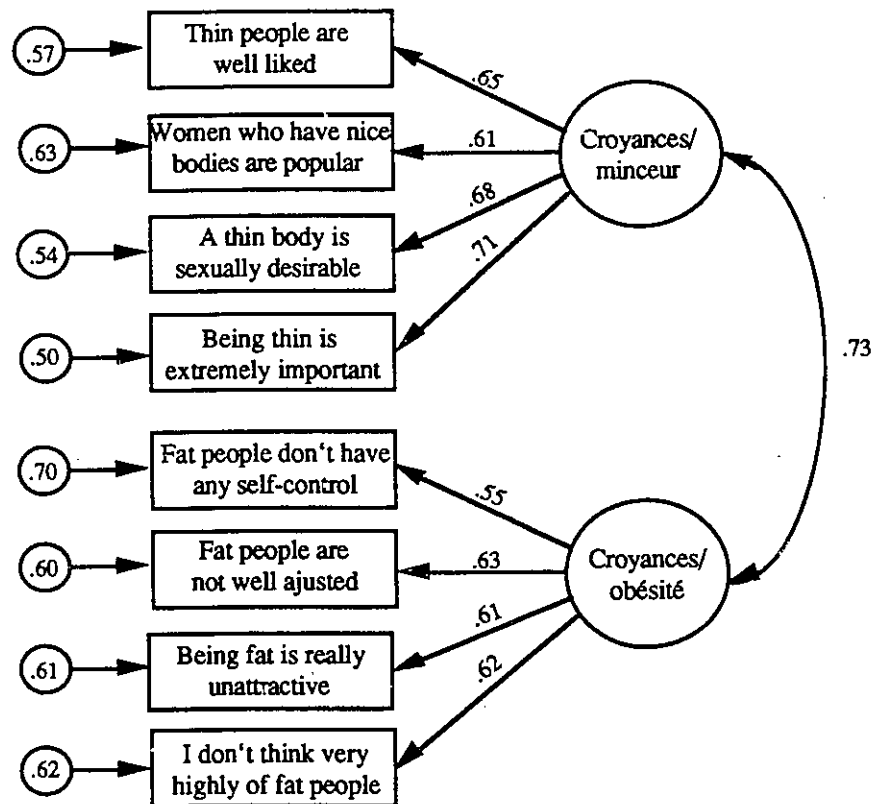 .57
Thin people are
well liked
.65
.63
Women who have nice
bodies are popular
.61
Croyances/
minceur
.54
A thin body is
sexually desirable
.68
.50
Being thin is
extremely important
.71
.73
.70
Fat people don't have
any self-control
.55
.60
Fat people are
not well ajusted
.63
Croyances/
obésité
.61
Being fat is really
unattractive
.61
.62
I don't think very
highly of fat people
.62